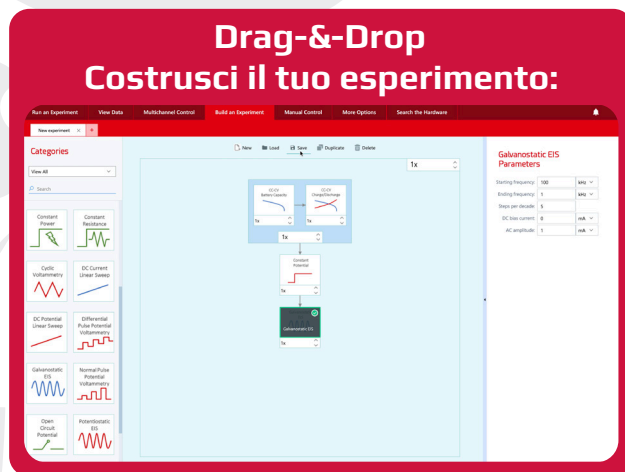 Drag-&-Drop
Costrusci il tuo esperimento:
Run an Experiment View Data Multichannel Control Build an Experiment Manual Control More Options Search the Hardware
New experiment × +
New Load Save Duplicate Delete
Categories
View All
Search
Constant Power
Constant Resistance
Cyclic Voltammetry
DC Current Linear Sweep
DC Potential Linear Sweep
Differential Pulse Potential Voltammetry
Galvanostatic EIS
Normal Pulse Potential Voltammetry
Open Circuit Potential
Potentiostatic EIS
1x
CC/CV
Battery Capacity
1x
CC/CV
Charge/Discharge
1x
1x
Constant
Potential
1x
Galvanostatic EIS
1x
Galvanostatic EIS
Parameters
Starting frequency: 100 kHz
Ending frequency: 1 kHz
Steps per decade: 5
DC bias current: 0 mA
AC amplitude: 1 mA